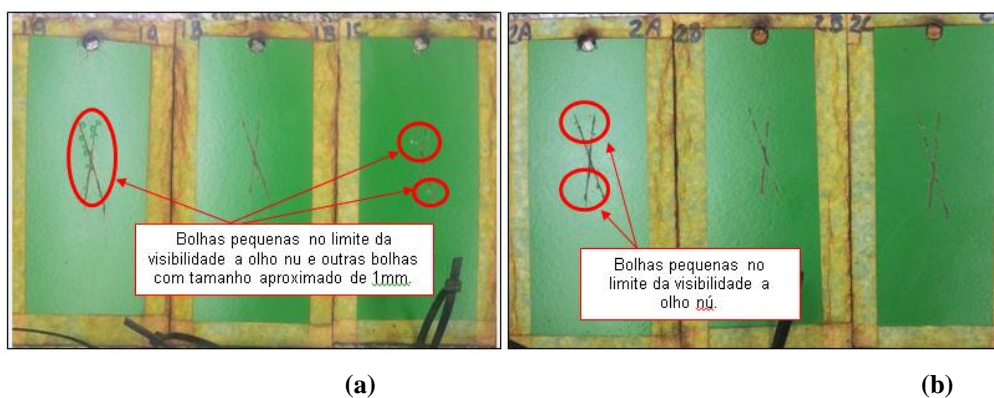 1A 1A 1B 1B 1C 1C
Bolhas pequenas no limite da
visibilidade a olho nu e outras bolhas
com tamanho aproximado de 1mm.
(a)
2A 2A 2B 2B 2C
Bolhas pequenas no
limite da visibilidade a
olho nú.
(b)